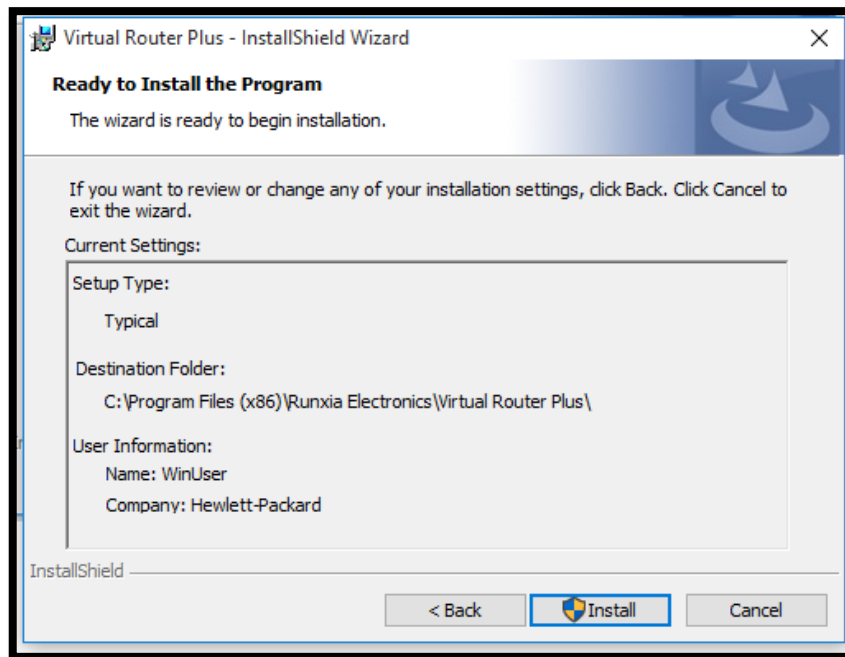 Virtual Router Plus - InstallShield Wizard
Ready to Install the Program
The wizard is ready to begin installation.
If you want to review or change any of your installation settings, click Back. Click Cancel to
exit the wizard.
Current Settings:
Setup Type:
Typical
Destination Folder:
C:\Program Files (x86)\Runxia Electronics\Virtual Router Plus\
User Information:
Name: WinUser
Company: Hewlett-Packard
InstallShield
< Back
Install
Cancel